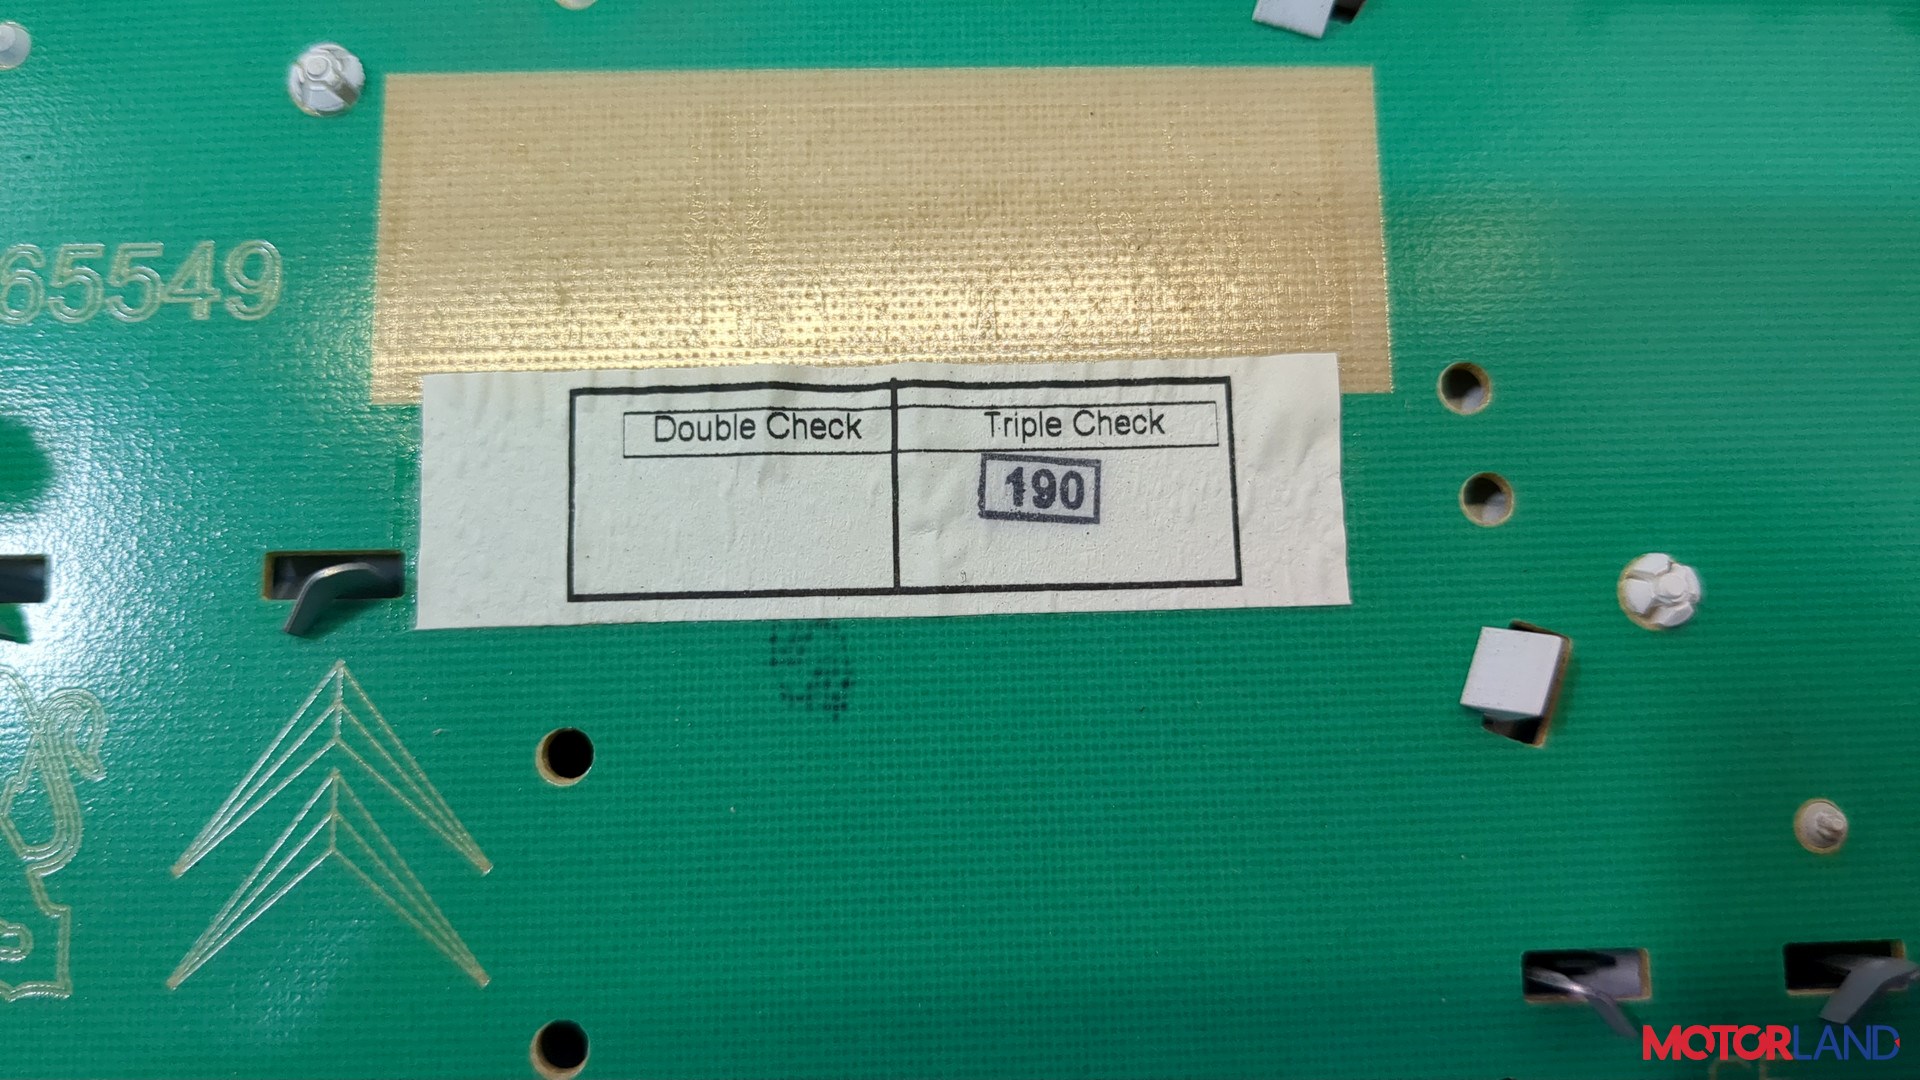 65549
Double Check Triple Check
190
MOTORLAND